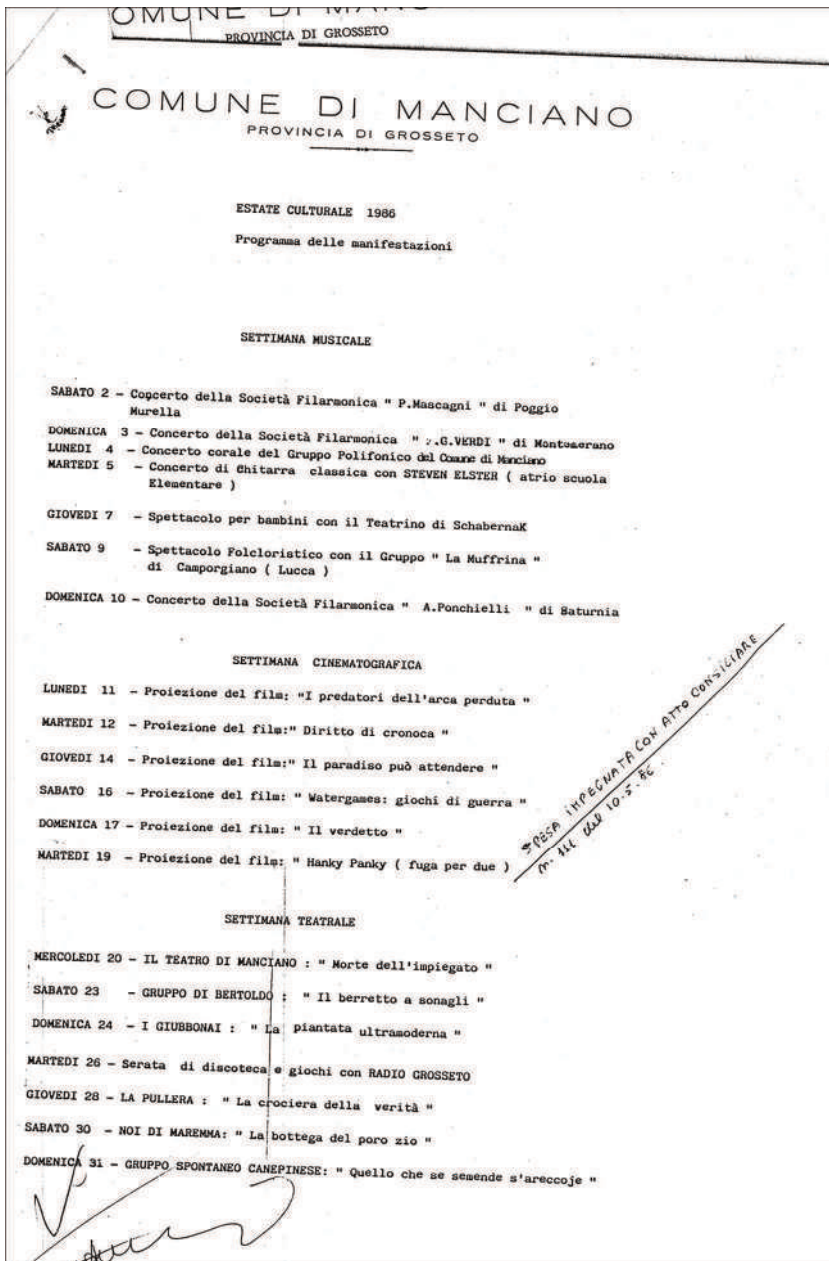 COMUNE DI MANC
PROVINCIA DI GROSSETO
COMUNE DI MANCIANO
PROVINCIA DI GROSSETO
ESTATE CULTURALE 1986
Programma delle manifestazioni
SETTIMANA MUSICALE
SABATO 2 - Concerto della Società Filarmonica " P.Mascagni " di Poggio
Murella
DOMENICA 3 - Concerto della Società Filarmonica " .G.VERDI " di Montemerano
LUNEDI 4 - Concerto corale del Gruppo Polifonico del Comune di Manciano
MARTEDI 5 - Concerto di Chitarra classica con STEVEN ELSTER ( atrio scuola
Elementare )
GIOVEDI 7 - Spettacolo per bambini con il Teatrino di SchabernaK
SABATO 9 - Spettacolo Folcloristico con il Gruppo " La Muffrina "
di Camporgiano ( Lucca )
DOMENICA 10 - Concerto della Società Filarmonica " A.Ponchielli " di Saturnia
SETTIMANA CINEMATOGRAFICA
LUNEDI 11 - Proiezione del film: "I predatori dell'arca perduta "
MARTEDI 12 - Proiezione del film:" Diritto di cronoca "
GIOVEDI 14 - Proiezione del film:" Il paradiso può attendere "
SABATO 16 - Proiezione del film: " Watergames: giochi di guerra "
DOMENICA 17 - Proiezione del film: " Il verdetto "
MARTEDI 19 - Proiezione del film: " Hanky Panky ( fuga per due )
SPESA IMPEGNATA CON ATTO CONSILIARE
del 10.5.86
SETTIMANA TEATRALE
MERCOLEDI 20 - IL TEATRO DI MANCIANO : " Morte dell'impiegato "
SABATO 23 - GRUPPO DI BERTOLDO : " Il berretto a sonagli "
DOMENICA 24 - I GIUBBONAI : " La piantata ultramoderna "
MARTEDI 26 - Serata di discoteca e giochi con RADIO GROSSETO
GIOVEDI 28 - LA PULLERA : " La crociera della verità "
SABATO 30 - NOI DI MAREMMA: " La bottega del poro zio "
DOMENICA 31 - GRUPPO SPONTANEO CANEPINESE: " Quello che se semende s'areccoje "